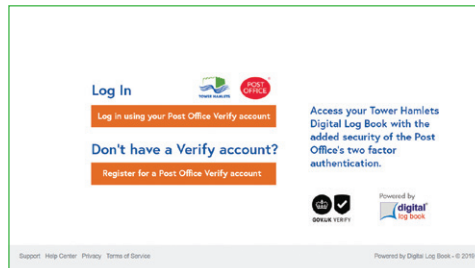 Log In
TOWER HAMLETS
POST
OFFICE
Log in using your Post Office Verify account
Don't have a Verify account?
Register for a Post Office Verify account
Access your Tower Hamlets
Digital Log Book with the
added security of the Post
Office's two factor
authentication.
GOV.UK VERIFY
Powered by
digital
log book
Support Help Center Privacy Terms of Service
Powered by Digital Log Book - © 2019